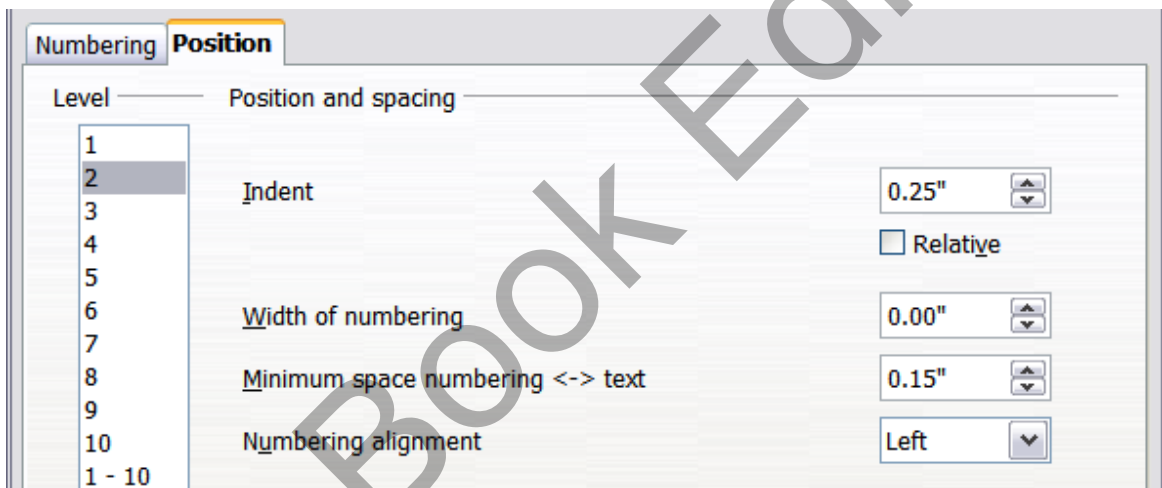 Numbering Position
Level Position and spacing
1
2
3
4
5
6
7
8
9
10
1 - 10
Indent 0.25"
Relative
Width of numbering 0.00"
Minimum space numbering <-> text 0.15"
Numbering alignment Left
Book Ed